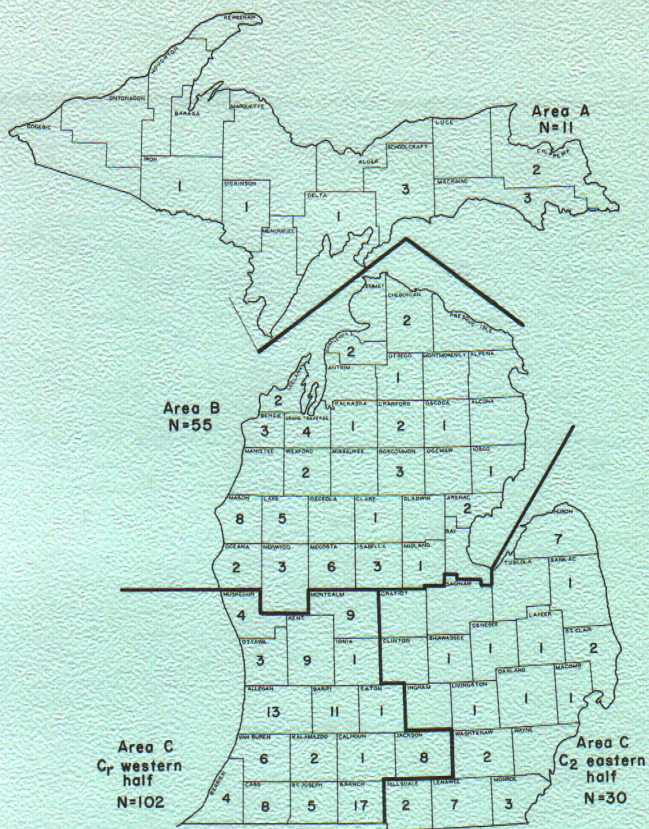 KEWEENAW
HOUGHTON
ONTONAGON
GOGEBIC
BARAGA
MARQUETTE
IRON
1
DICKINSON
1
MENOMINEE
DELTA
1
ALGER
SCHOOLCRAFT
3
LUCE
MACKINAC
3
CHIPPEWA
2
Area A
N=11
EMMET
CHEBOYGAN
2
PRESQUE ISLE
2
ANTRIM
OTSEGO
1
MONTMORENCY
ALPENA
LEELANAU
2
Area B
N=55
BENZIE
3
GRAND TRAVERSE
4
KALKASKA
1
CRAWFORD
2
OSCODA
1
ALCONA
MANISTEE
WEXFORD
2
MISSAUKEE
ROSCOMMON
3
OGEMAW
IOSCO
1
MASON
8
LAKE
5
OSCEOLA
CLARE
1
GLADWIN
ARENAC
2
BAY
HURON
7
OCEANA
2
NEWAYGO
3
MECOSTA
6
ISABELLA
3
MIDLAND
1
TUSCOLA
SANILAC
1
SAGINAW
MUSKEGON
4
MONTCALM
9
GRATIOT
KENT
9
OTTAWA
3
IONIA
1
CLINTON
SHIAWASSEE
1
GENESEE
1
LAPEER
1
ST. CLAIR
2
ALLEGAN
13
BARRY
11
EATON
1
INGRAM
LIVINGSTON
1
OAKLAND
1
MACOMB
1
VAN BUREN
6
KALAMAZOO
2
CALHOUN
1
JACKSON
8
WASHTENAW
2
WAYNE
BERRIEN
4
CASS
8
ST. JOSEPH
5
BRANCH
17
HILLSDALE
2
LENAWEE
7
MONROE
3
Area C
Cr western
half
N=102
Area C
C2 eastern
half
N=30